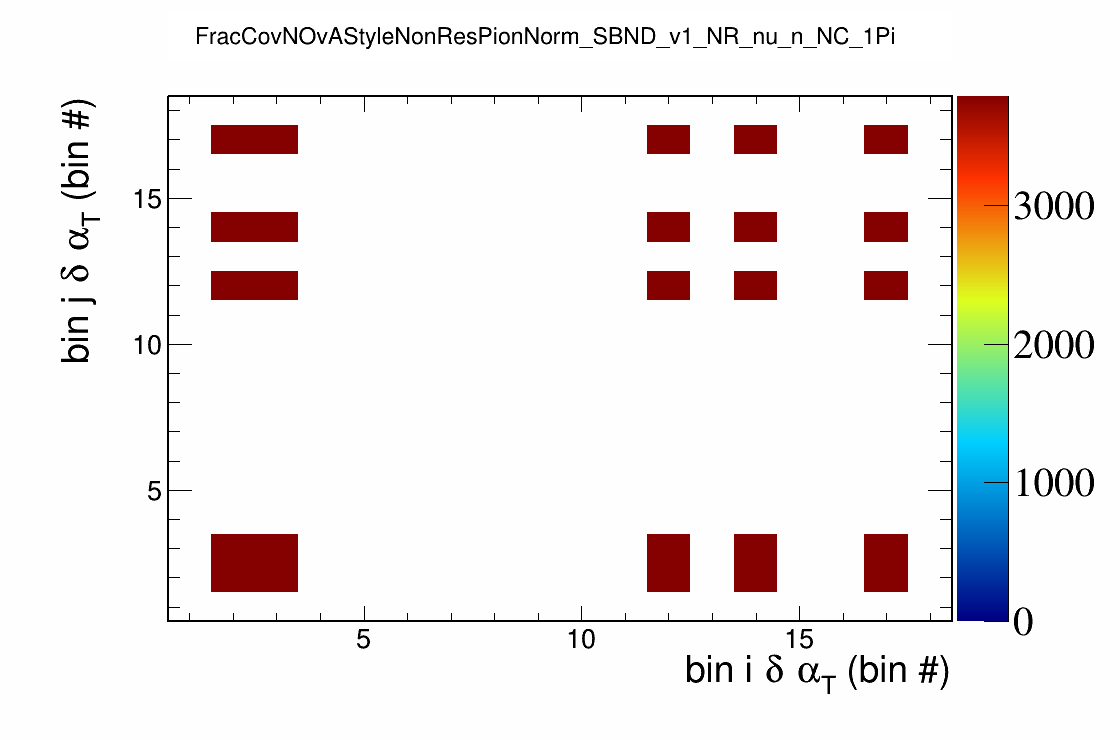 FracCovNOvAStyleNonResPionNorm_SBND_v1_NR_nu_n_NC_1Pi
bin j δ α_T (bin #)
15
10
5
5 10 15
bin i δ α_T (bin #)
3000
2000
1000
0